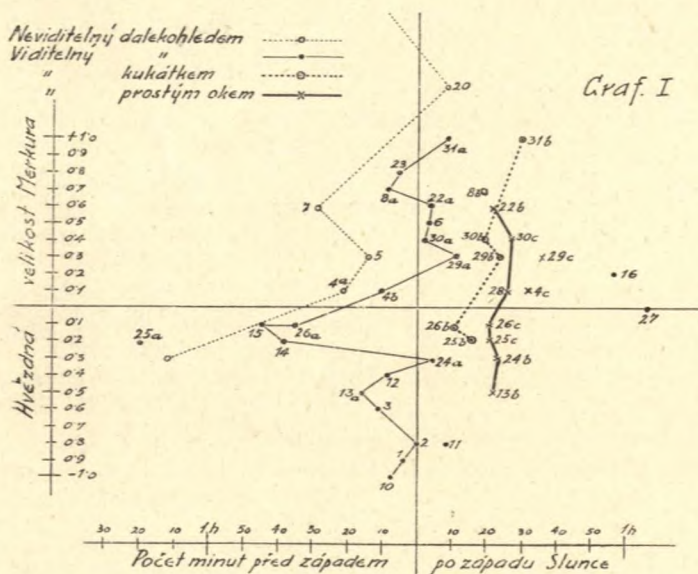 Neviditelný dalekohledem
Viditelný "
" kukátkem
" prostým okem
Graf. I
Hvězdná velikost Merkura
+1·0
0·9
0·8
0·7
0·6
0·5
0·4
0·3
0·2
0·1
0·1
0·2
0·3
0·4
0·5
0·6
0·7
0·8
0·9
-1·0
20
31a
31b
23
8a
8b
7
22a
22b
6
30a
30b
30c
5
29a
29b
29c
16
4a
4b
28
4c
27
15
26a
26b
26c
25a
14
25b
25c
24a
24b
12
13a
13b
3
2
11
1
10
30 20 10 1h 50 40 30 20 10 10 20 30 40 50 1h
Počet minut před západem po západu Slunce